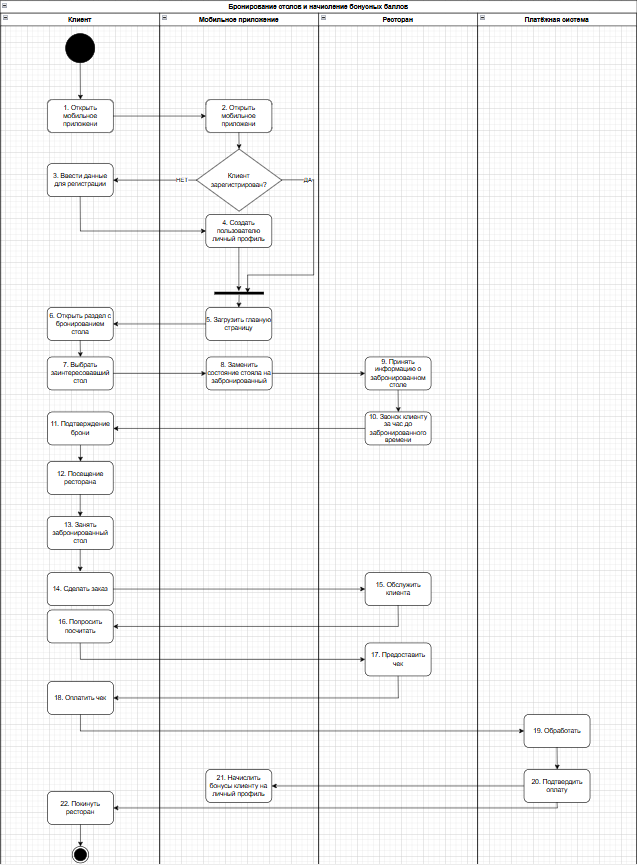 Бронирование столов и начисление бонусных баллов
Клиент
Мобильное приложение
Ресторан
Платёжная система
1. Открыть
мобильное
приложени
2. Открыть
мобильное
приложени
3. Ввести данные
для регистрации
НЕТ
Клиент
зарегистрирован?
ДА
4. Создать
пользователю
личный профиль
5. Загрузить главную
страницу
6. Открыть раздел с
бронированием
стола
7. Выбрать
заинтересовавший
стол
8. Заменить
состояние стояла на
забронированный
9. Принять
информацию о
забронированном
столе
10. Звонок клиенту
за час до
забронированного
времени
11. Подтверждение
брони
12. Посещение
ресторана
13. Занять
забронированный
стол
14. Сделать заказ
15. Обслужить
клиента
16. Попросить
посчитать
17. Предоставить
чек
18. Оплатить чек
19. Обработать
20. Подтвердить
оплату
21. Начислить
бонусы клиенту на
личный профиль
22. Покинуть
ресторан